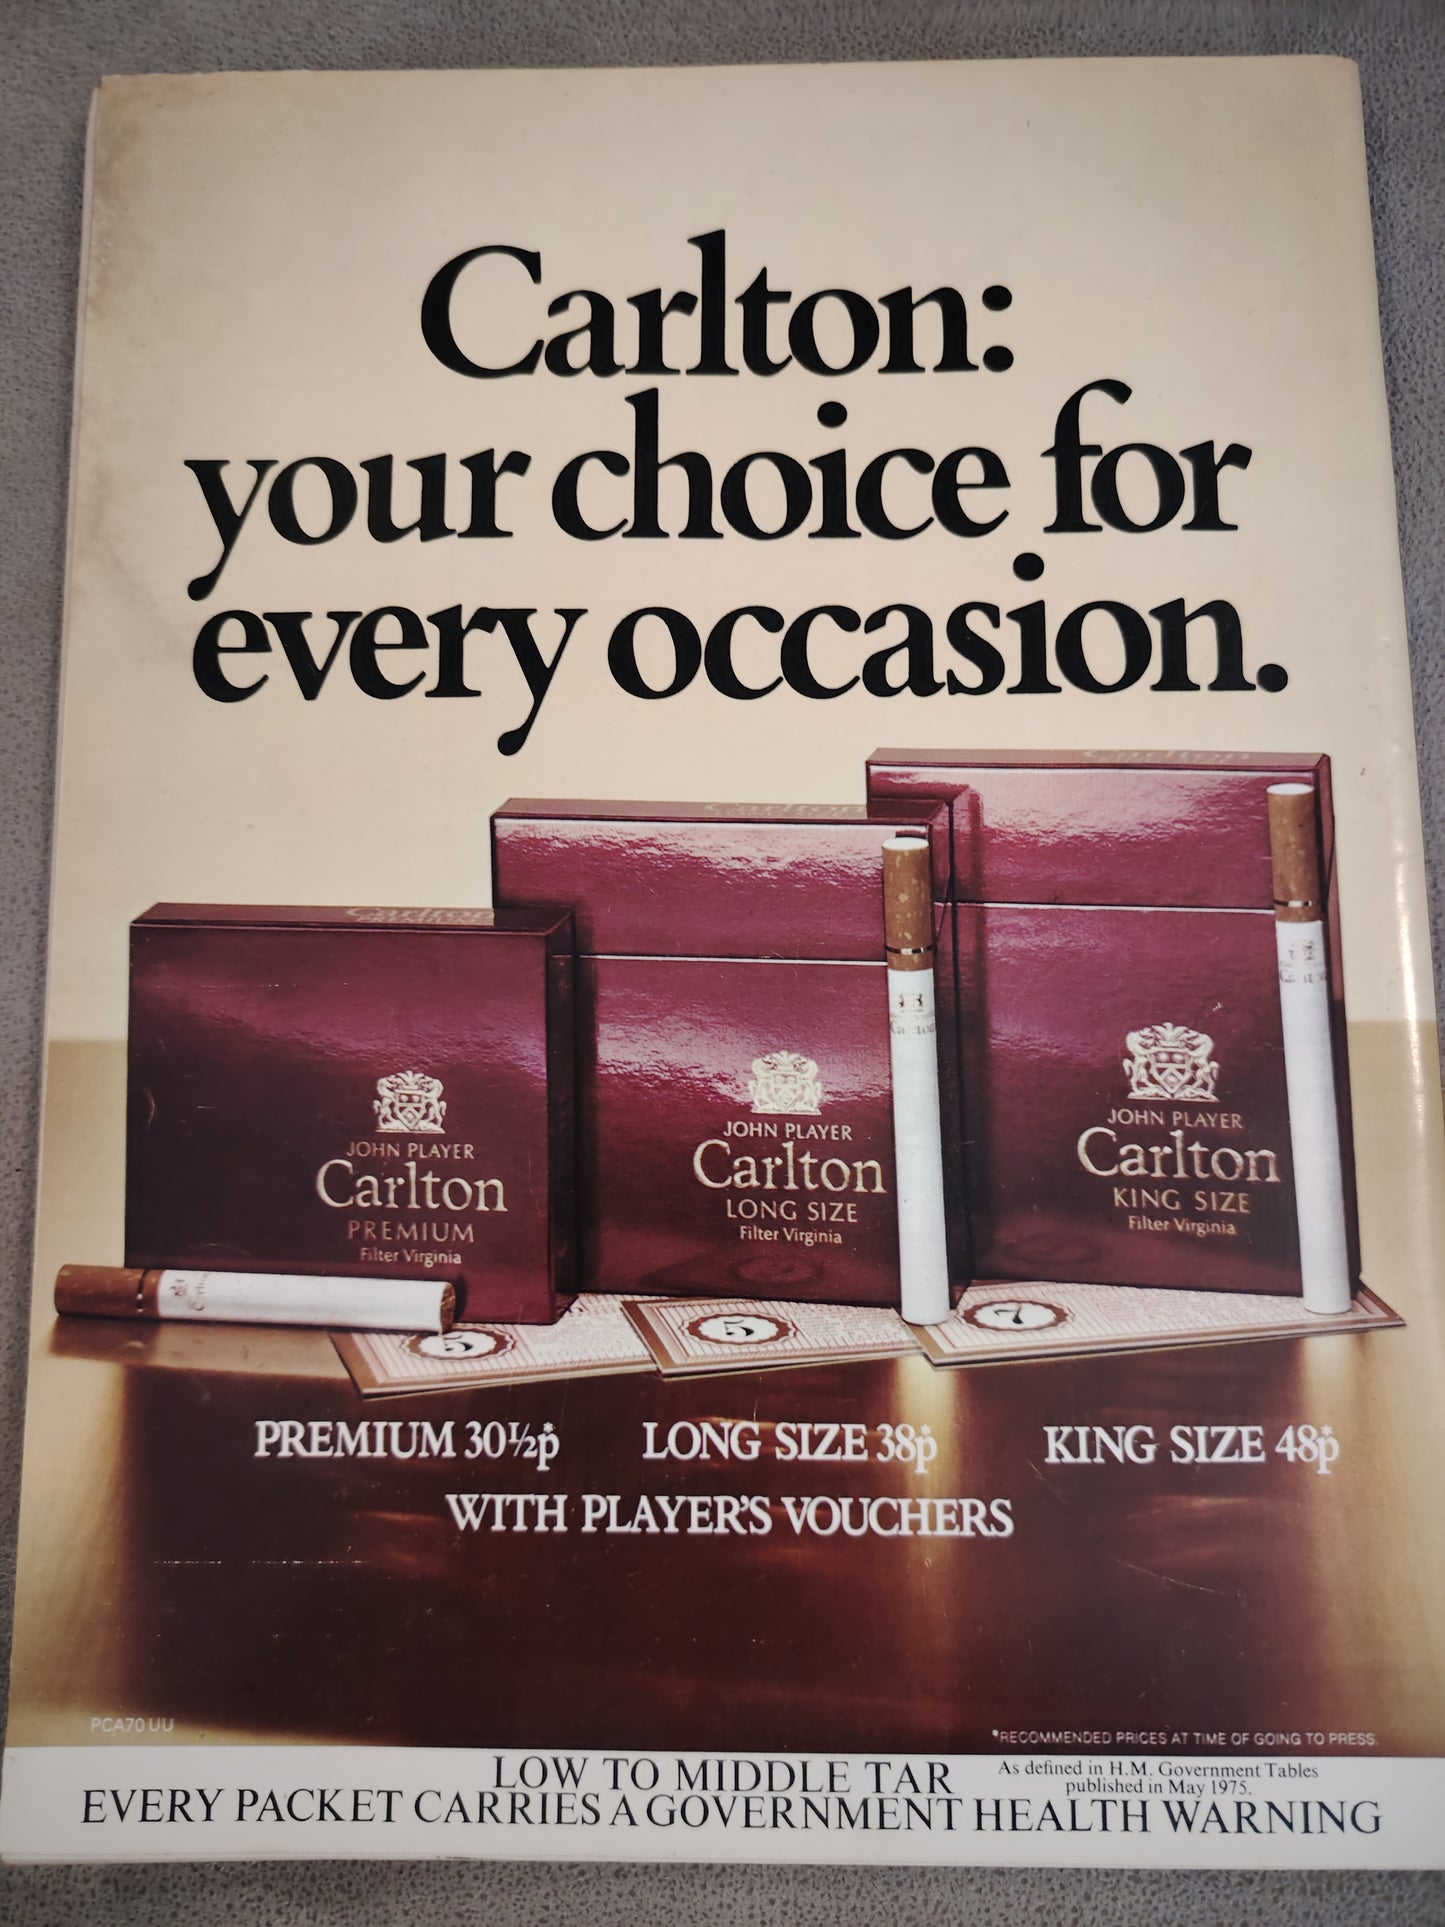 Carlton:
your choice for
every occasion.
Carlton
Carlton
Carlton
JOHN PLAYER
Carlton
PREMIUM
Filter Virginia
JOHN PLAYER
Carlton
LONG SIZE
Filter Virginia
JOHN PLAYER
Carlton
KING SIZE
Filter Virginia
5
5
7
PREMIUM 30½p* LONG SIZE 38p* KING SIZE 48p*
WITH PLAYER'S VOUCHERS
PCA70 UU
*RECOMMENDED PRICES AT TIME OF GOING TO PRESS.
LOW TO MIDDLE TAR As defined in H.M. Government Tables
published in May 1975.
EVERY PACKET CARRIES A GOVERNMENT HEALTH WARNING